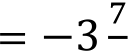 = −3 7